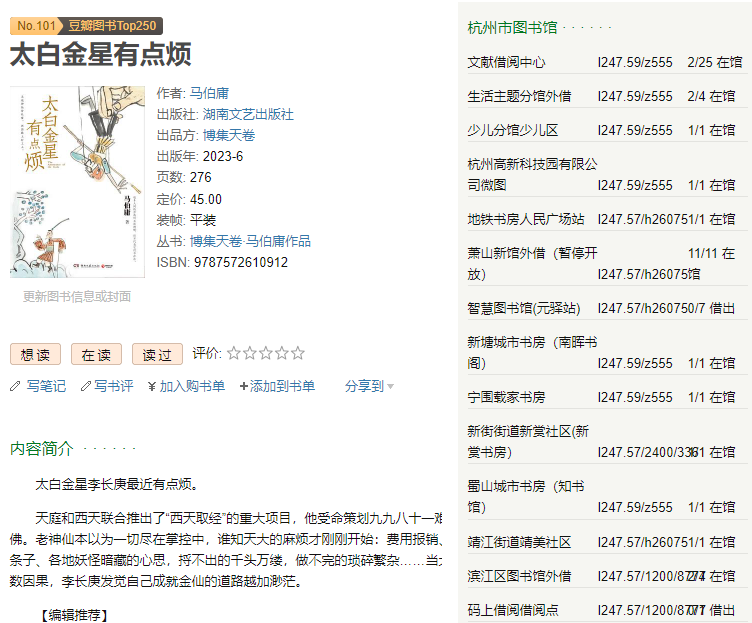 No.101 豆瓣图书Top250
太白金星有点烦
太白金星
有点烦
马伯庸
作者: 马伯庸
出版社: 湖南文艺出版社
出品方: 博集天卷
出版年: 2023-6
页数: 276
定价: 45.00
装帧: 平装
丛书: 博集天卷·马伯庸作品
ISBN: 9787572610912
更新图书信息或封面
想读 在读 读过 评价:
写笔记 写书评 ¥ 加入购书单 +添加到书单 分享到
内容简介 · · · · · ·
太白金星李长庚最近有点烦。
天庭和西天联合推出了“西天取经”的重大项目，他受命策划九九八十一难
佛。老神仙本以为一切尽在掌控中，谁知天大的麻烦才刚刚开始：费用报销、
条子、各地妖怪暗藏的心思，捋不出的千头万缕，做不完的琐碎繁杂……当
数因果，李长庚发觉自己成就金仙的道路越加渺茫。
【编辑推荐】
杭州市图书馆 · · · · · ·
文献借阅中心 I247.59/z555 2/25 在馆
生活主题分馆外借 I247.59/z555 2/4 在馆
少儿分馆少儿区 I247.59/z555 1/1 在馆
杭州高新科技园有限公
司微图 I247.59/z555 1/1 在馆
地铁书房人民广场站 I247.57/h26075 1/1 在馆
萧山新馆外借（暂停开 11/11 在
放） I247.57/h26075 馆
智慧图书馆(元驿站) I247.57/h26075 0/7 借出
新塘城市书房（南晖书
阁） I247.59/z555 1/1 在馆
宁围载家书房 I247.59/z555 1/1 在馆
新街街道新赏社区(新
赏书房） I247.57/2400/336 1/1 在馆
蜀山城市书房（知书
馆） I247.59/z555 1/1 在馆
靖江街道靖美社区 I247.57/h26075 1/1 在馆
滨江区图书馆外借 I247.57/1200/87 在馆
码上借阅借阅点 I247.57/1200/87 借出